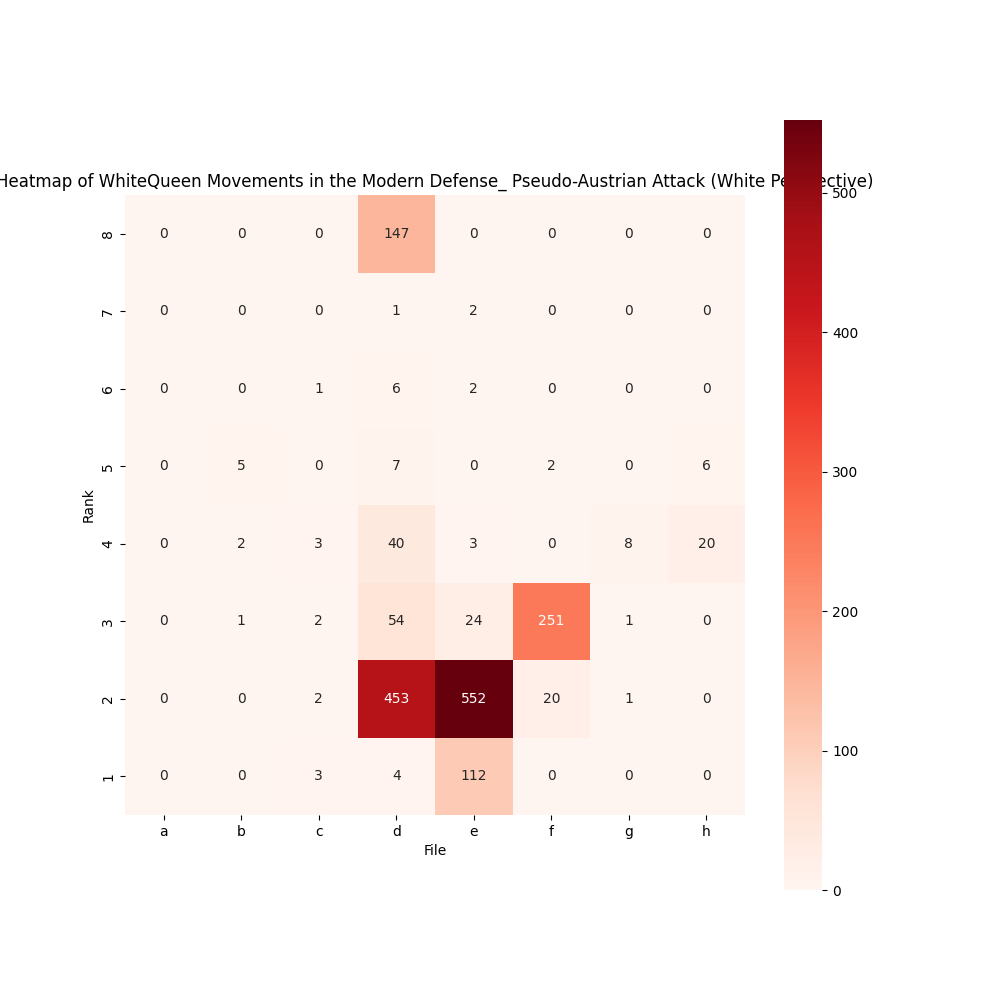 Heatmap of WhiteQueen Movements in the Modern Defense_ Pseudo-Austrian Attack (White Perspective)
8 0 0 0 147 0 0 0 0
7 0 0 0 1 2 0 0 0
6 0 0 1 6 2 0 0 0
5 0 5 0 7 0 2 0 6
4 0 2 3 40 3 0 8 20
3 0 1 2 54 24 251 1 0
2 0 0 2 453 552 20 1 0
1 0 0 3 4 112 0 0 0
a b c d e f g h
File
Rank
500
400
300
200
100
0